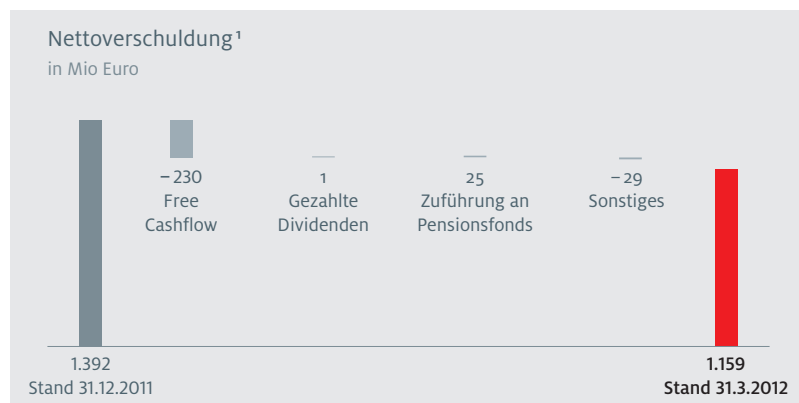 Nettoverschuldung¹
in Mio Euro
– 230
Free
Cashflow
1
Gezahlte
Dividenden
25
Zuführung an
Pensionsfonds
– 29
Sonstiges
1.392
Stand 31.12.2011
1.159
Stand 31.3.2012